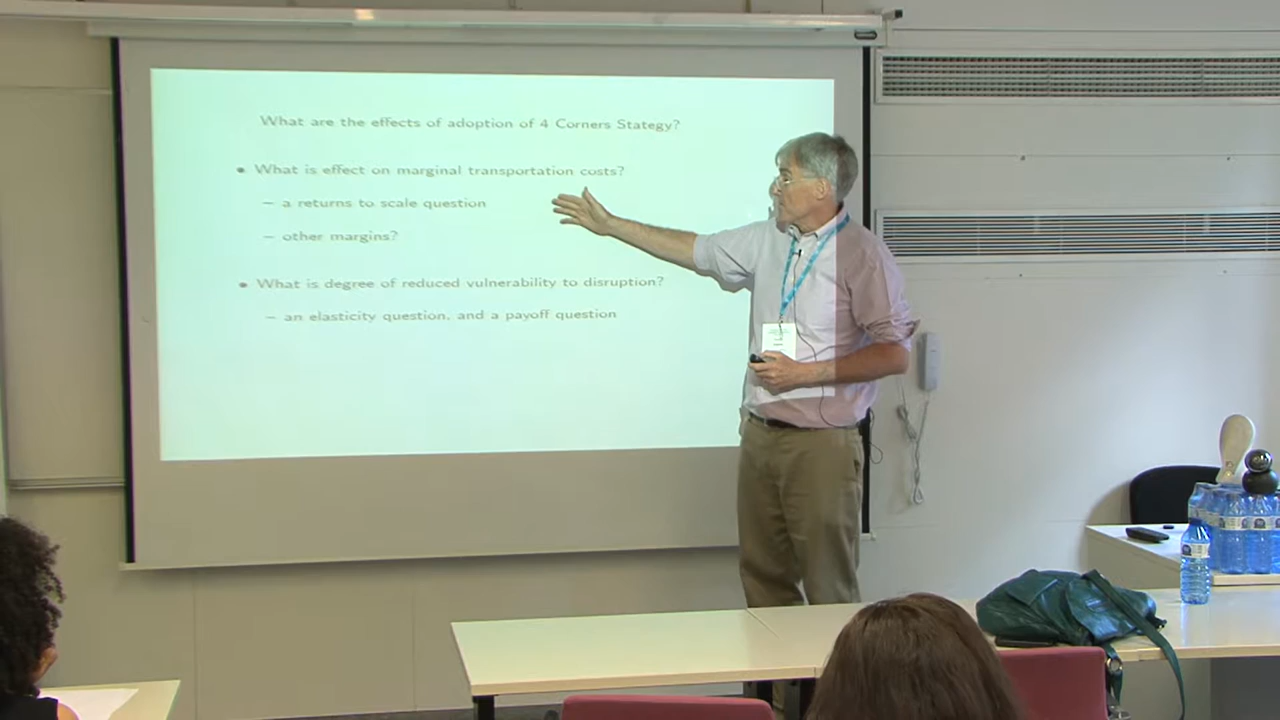 What are the effects of adoption of 4 Corners Stategy?
• What is effect on marginal transportation costs?
– a returns to scale question
– other margins?
• What is degree of reduced vulnerability to disruption?
– an elasticity question, and a payoff question